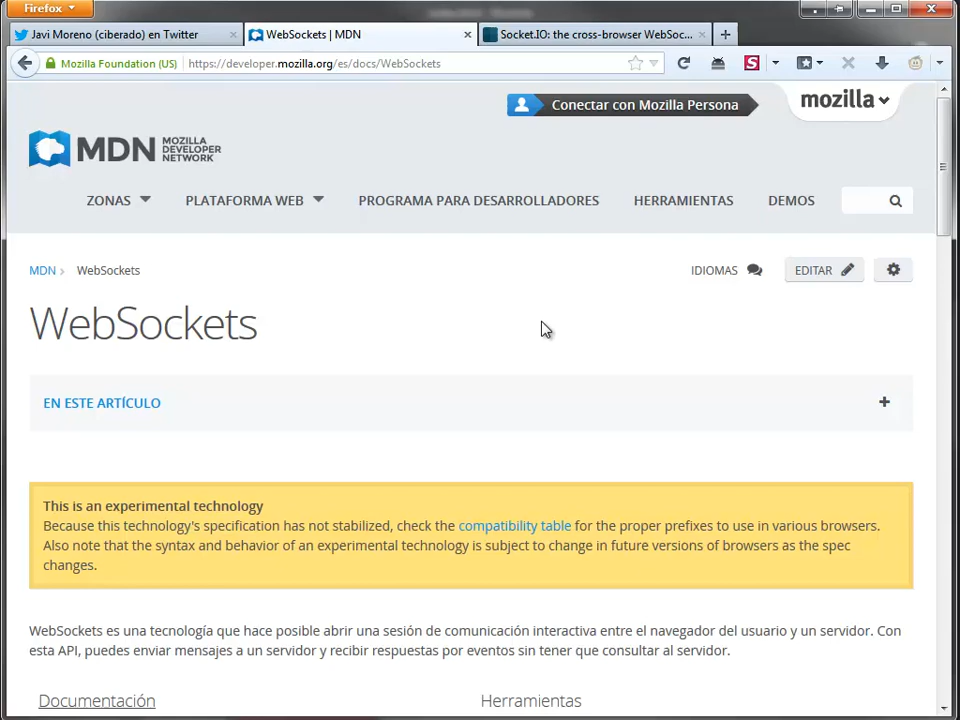 Firefox
Javi Moreno (ciberado) en Twitter
WebSockets | MDN
Socket.IO: the cross-browser WebSoc...
Mozilla Foundation (US)
https://developer.mozilla.org/es/docs/WebSockets
Conectar con Mozilla Persona
mozilla
MDN MOZILLA DEVELOPER NETWORK
ZONAS
PLATAFORMA WEB
PROGRAMA PARA DESARROLLADORES
HERRAMIENTAS
DEMOS
MDN
WebSockets
IDIOMAS
EDITAR
WebSockets
EN ESTE ARTÍCULO
This is an experimental technology
Because this technology's specification has not stabilized, check the compatibility table for the proper prefixes to use in various browsers.
Also note that the syntax and behavior of an experimental technology is subject to change in future versions of browsers as the spec
changes.
WebSockets es una tecnología que hace posible abrir una sesión de comunicación interactiva entre el navegador del usuario y un servidor. Con
esta API, puedes enviar mensajes a un servidor y recibir respuestas por eventos sin tener que consultar al servidor.
Documentación
Herramientas